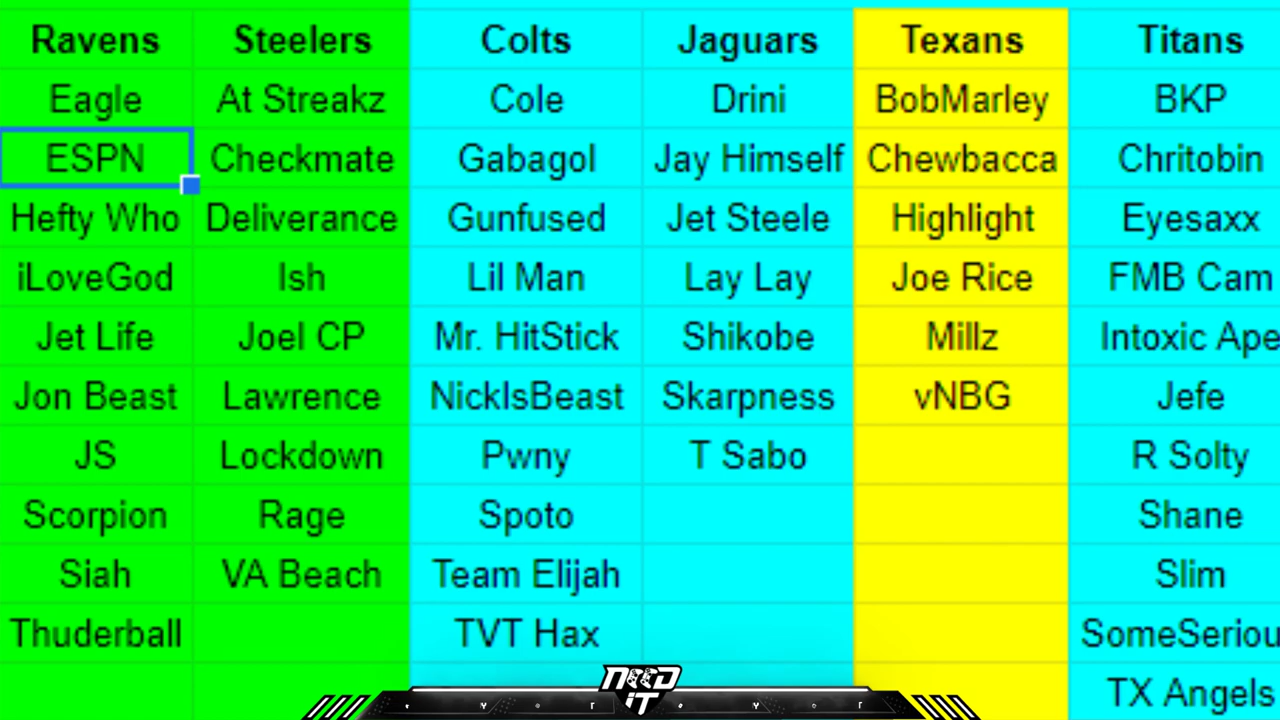 Ravens Steelers Colts Jaguars Texans Titans
Eagle At Streakz Cole Drini BobMarley BKP
ESPN Checkmate Gabagol Jay Himself Chewbacca Chritobin
Hefty Who Deliverance Gunfused Jet Steele Highlight Eyesaxx
iLoveGod Ish Lil Man Lay Lay Joe Rice FMB Cam
Jet Life Joel CP Mr. HitStick Shikobe Millz Intoxic Ape
Jon Beast Lawrence NickIsBeast Skarpness vNBG Jefe
JS Lockdown Pwny T Sabo R Solty
Scorpion Rage Spoto Shane
Siah VA Beach Team Elijah Slim
Thuderball TVT Hax SomeSeriou
TX Angels
NEED
iT